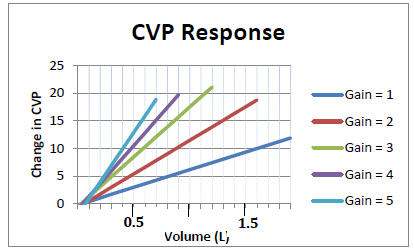 CVP Response
Change in CVP
25
20
15
10
5
0
0.5
1
1.5
Volume (L)
Gain = 1
Gain = 2
Gain = 3
Gain = 4
Gain = 5